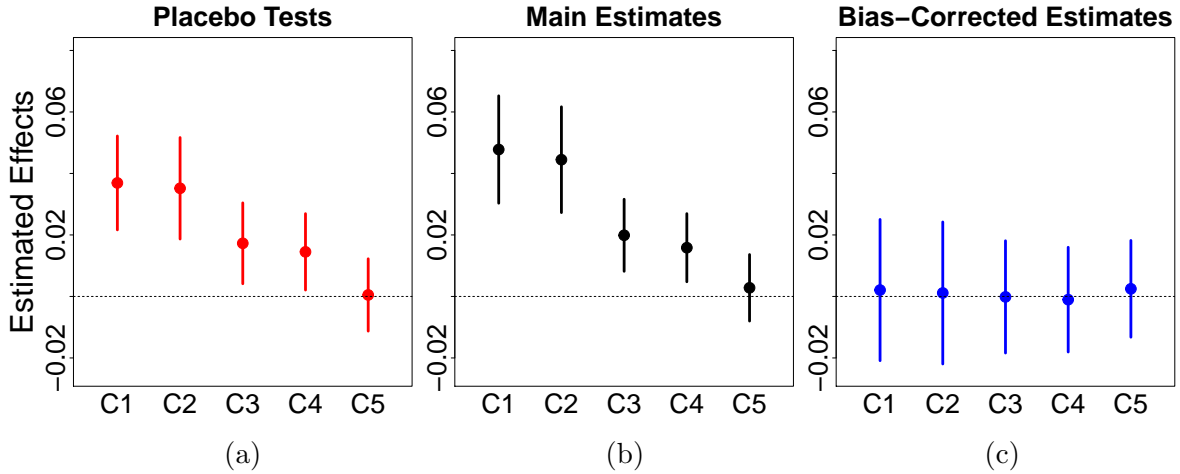 Placebo Tests
Main Estimates
Bias−Corrected Estimates
Estimated Effects
0.06
0.02
−0.02
C1 C2 C3 C4 C5
(a)
0.06
0.02
−0.02
C1 C2 C3 C4 C5
(b)
0.06
0.02
−0.02
C1 C2 C3 C4 C5
(c)